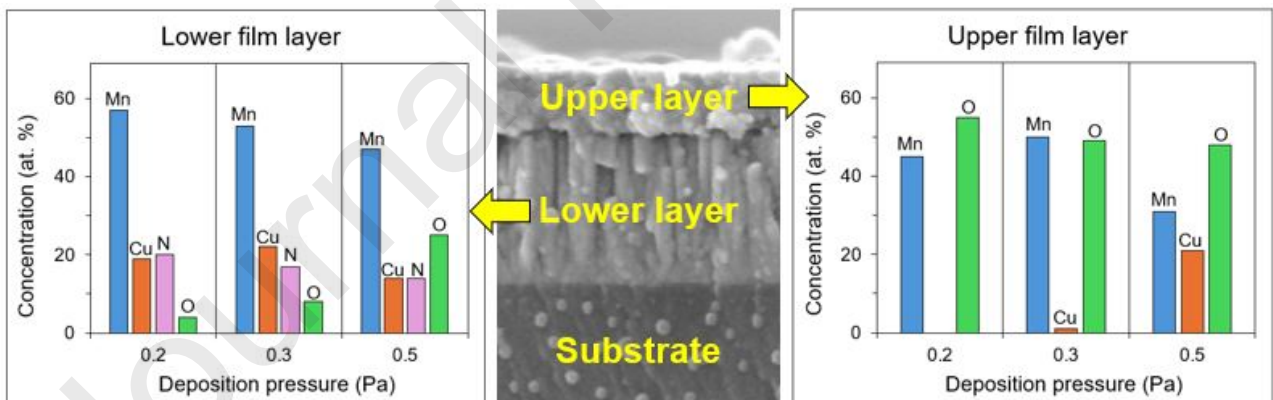 Lower film layer
Concentration (at. %)
60
40
20
0
Mn
Cu
N
O
Mn
Cu
N
O
Mn
Cu
N
O
0.2
0.3
0.5
Deposition pressure (Pa)
Upper layer
Lower layer
Substrate
Upper film layer
Concentration (at. %)
60
40
20
0
Mn
O
Mn
Cu
O
Mn
Cu
O
0.2
0.3
0.5
Deposition pressure (Pa)
Journal